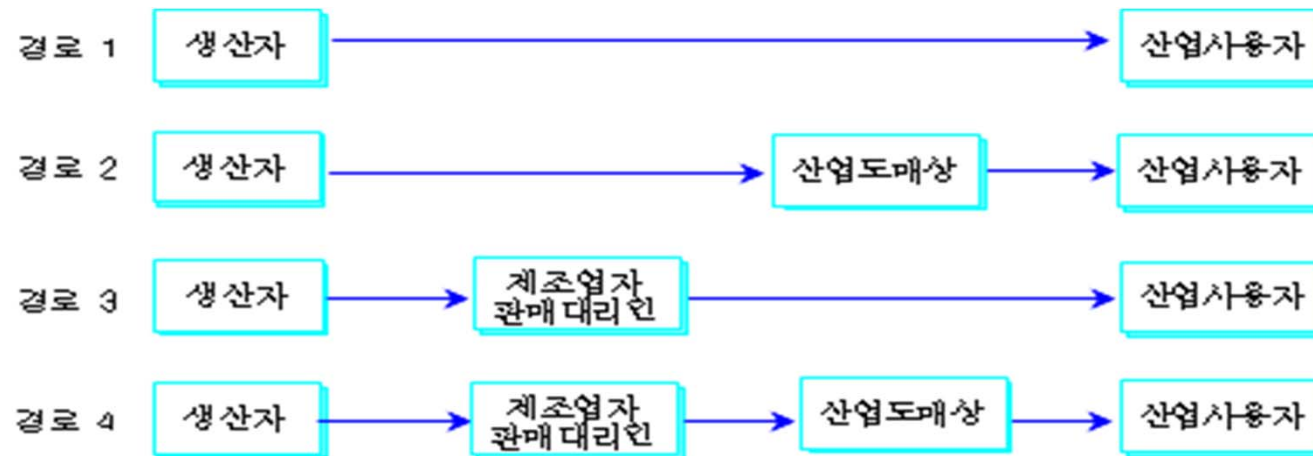 경로 1 생산자 산업사용자
경로 2 생산자 산업도매상 산업사용자
경로 3 생산자 제조업자 판매대리인 산업사용자
경로 4 생산자 제조업자 판매대리인 산업도매상 산업사용자